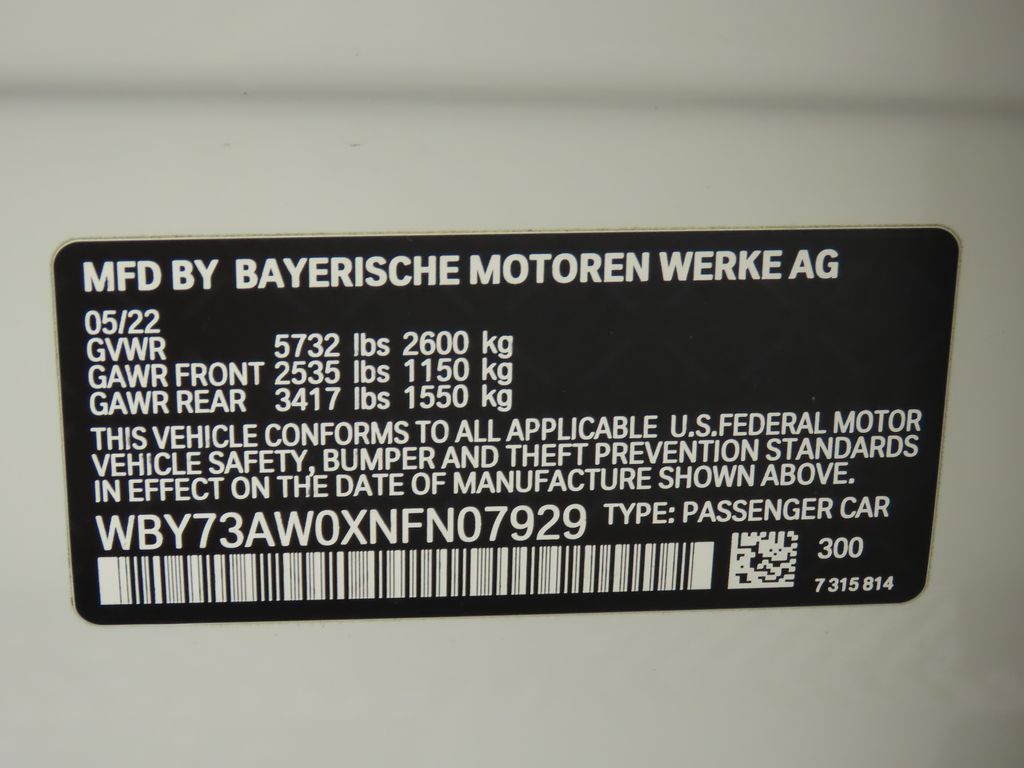 MFD BY BAYERISCHE MOTOREN WERKE AG
05/22
GVWR 5732 lbs 2600 kg
GAWR FRONT 2535 lbs 1150 kg
GAWR REAR 3417 lbs 1550 kg
THIS VEHICLE CONFORMS TO ALL APPLICABLE U.S.FEDERAL MOTOR
VEHICLE SAFETY, BUMPER AND THEFT PREVENTION STANDARDS
IN EFFECT ON THE DATE OF MANUFACTURE SHOWN ABOVE.
WBY73AW0XNFN07929 TYPE: PASSENGER CAR
300
7 315 814